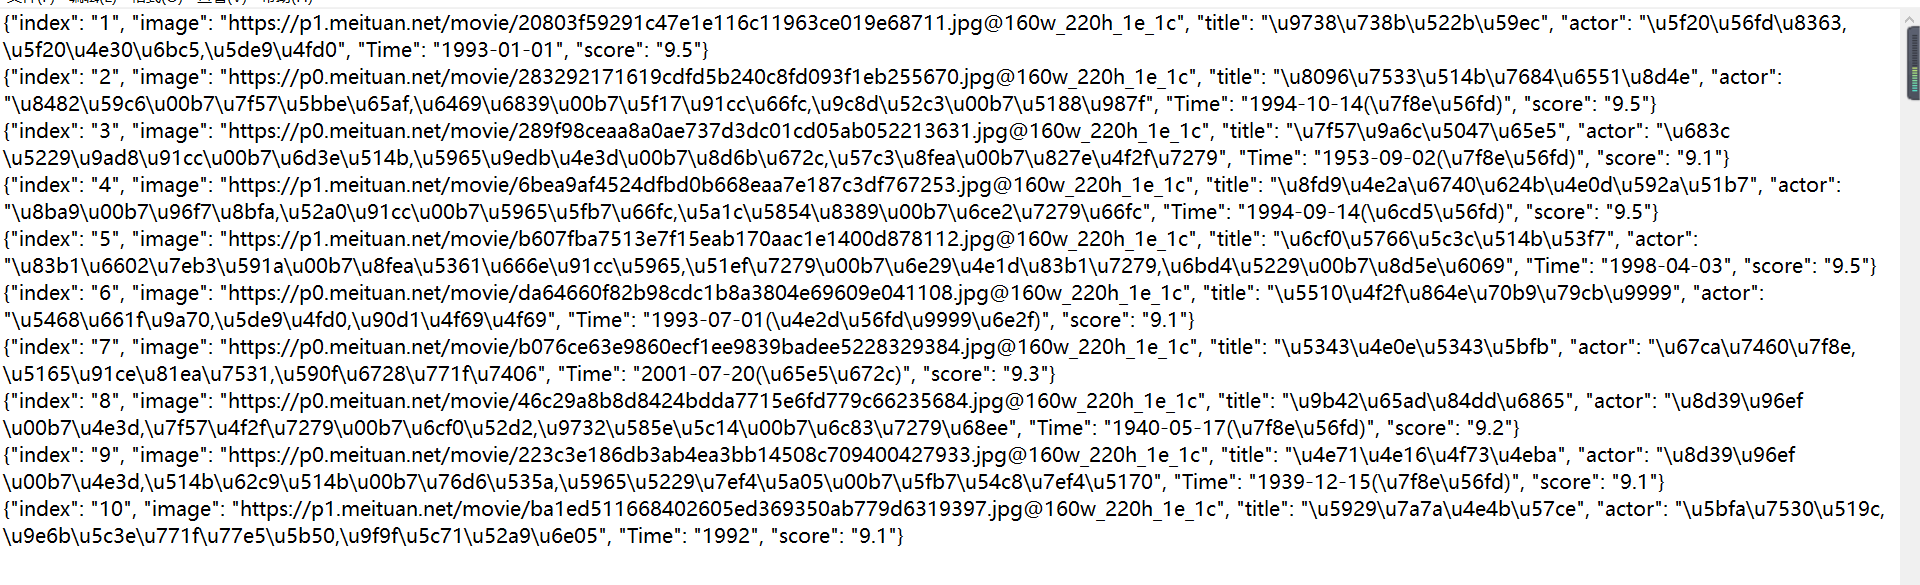 {"index": "1", "image": "https://p1.meituan.net/movie/20803f59291c47e1e116c11963ce019e68711.jpg@160w_220h_1e_1c", "title": "\u9738\u738b\u522b\u59ec", "actor": "\u5f20\u56fd\u8363,
\u5f20\u4e30\u6bc5,\u5de9\u4fd0", "Time": "1993-01-01", "score": "9.5"}
{"index": "2", "image": "https://p0.meituan.net/movie/283292171619cdfd5b240c8fd093f1eb255670.jpg@160w_220h_1e_1c", "title": "\u8096\u7533\u514b\u7684\u6551\u8d4e", "actor":
"\u8482\u59c6\u00b7\u7f57\u5bbe\u65af,\u6469\u6839\u00b7\u5f17\u91cc\u66fc,\u9c8d\u52c3\u00b7\u5188\u987f", "Time": "1994-10-14(\u7f8e\u56fd)", "score": "9.5"}
{"index": "3", "image": "https://p0.meituan.net/movie/289f98ceaa8a0ae737d3dc01cd05ab052213631.jpg@160w_220h_1e_1c", "title": "\u7f57\u9a6c\u5047\u65e5", "actor": "\u683c
\u5229\u9ad8\u91cc\u00b7\u6d3e\u514b,\u5965\u9edb\u4e3d\u00b7\u8d6b\u672c,\u57c3\u8fea\u00b7\u827e\u4f2f\u7279", "Time": "1953-09-02(\u7f8e\u56fd)", "score": "9.1"}
{"index": "4", "image": "https://p1.meituan.net/movie/6bea9af4524dfbd0b668eaa7e187c3df767253.jpg@160w_220h_1e_1c", "title": "\u8fd9\u4e2a\u6740\u624b\u4e0d\u592a\u51b7", "actor":
"\u8ba9\u00b7\u96f7\u8bfa,\u52a0\u91cc\u00b7\u5965\u5fb7\u66fc,\u5a1c\u5854\u8389\u00b7\u6ce2\u7279\u66fc", "Time": "1994-09-14(\u6cd5\u56fd)", "score": "9.5"}
{"index": "5", "image": "https://p1.meituan.net/movie/b607fba7513e7f15eab170aac1e1400d878112.jpg@160w_220h_1e_1c", "title": "\u6cf0\u5766\u5c3c\u514b\u53f7", "actor":
"\u83b1\u6602\u7eb3\u591a\u00b7\u8fea\u5361\u666e\u91cc\u5965,\u51ef\u7279\u00b7\u6e29\u4e1d\u83b1\u7279,\u6bd4\u5229\u00b7\u8d5e\u6069", "Time": "1998-04-03", "score": "9.5"}
{"index": "6", "image": "https://p0.meituan.net/movie/da64660f82b98cdc1b8a3804e69609e041108.jpg@160w_220h_1e_1c", "title": "\u5510\u4f2f\u864e\u70b9\u79cb\u9999", "actor":
"\u5468\u661f\u9a70,\u5de9\u4fd0,\u90d1\u4f69\u4f69", "Time": "1993-07-01(\u4e2d\u56fd\u9999\u6e2f)", "score": "9.1"}
{"index": "7", "image": "https://p0.meituan.net/movie/b076ce63e9860ecf1ee9839badee5228329384.jpg@160w_220h_1e_1c", "title": "\u5343\u4e0e\u5343\u5bfb", "actor": "\u67ca\u7460\u7f8e,
\u5165\u91ce\u81ea\u7531,\u590f\u6728\u771f\u7406", "Time": "2001-07-20(\u65e5\u672c)", "score": "9.3"}
{"index": "8", "image": "https://p0.meituan.net/movie/46c29a8b8d8424bdda7715e6fd779c66235684.jpg@160w_220h_1e_1c", "title": "\u9b42\u65ad\u84dd\u6865", "actor": "\u8d39\u96ef
\u00b7\u4e3d,\u7f57\u4f2f\u7279\u00b7\u6cf0\u52d2,\u9732\u585e\u5c14\u00b7\u6c83\u7279\u68ee", "Time": "1940-05-17(\u7f8e\u56fd)", "score": "9.2"}
{"index": "9", "image": "https://p0.meituan.net/movie/223c3e186db3ab4ea3bb14508c709400427933.jpg@160w_220h_1e_1c", "title": "\u4e71\u4e16\u4f73\u4eba", "actor": "\u8d39\u96ef
\u00b7\u4e3d,\u514b\u62c9\u514b\u00b7\u76d6\u535a,\u5965\u5229\u7ef4\u5a05\u00b7\u5fb7\u54c8\u7ef4\u5170", "Time": "1939-12-15(\u7f8e\u56fd)", "score": "9.1"}
{"index": "10", "image": "https://p1.meituan.net/movie/ba1ed511668402605ed369350ab779d6319397.jpg@160w_220h_1e_1c", "title": "\u5929\u7a7a\u4e4b\u57ce", "actor": "\u5bfa\u7530\u519c,
\u9e6b\u5c3e\u771f\u77e5\u5b50,\u9f9f\u5c71\u52a9\u6e05", "Time": "1992", "score": "9.1"}